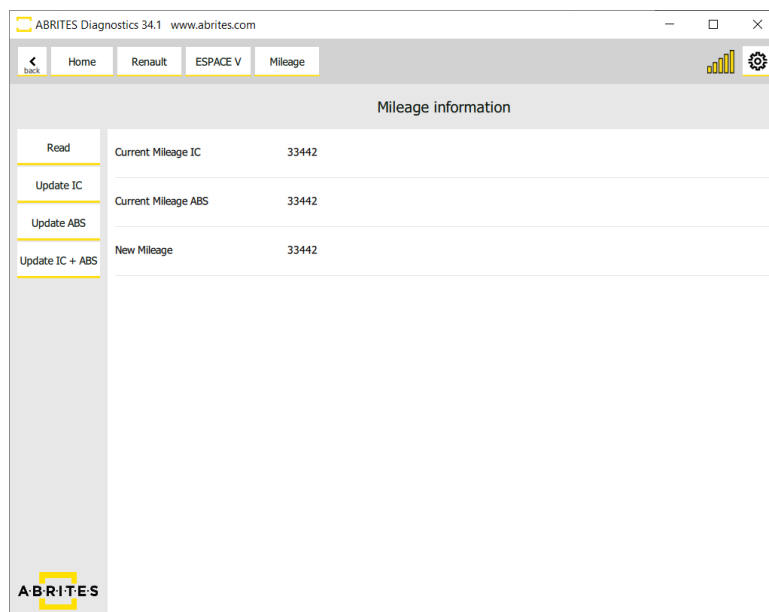 ABRITES Diagnostics 34.1 www.abrites.com
back
Home
Renault
ESPACE V
Mileage
Mileage information
Read
Update IC
Update ABS
Update IC + ABS
Current Mileage IC 33442
Current Mileage ABS 33442
New Mileage 33442
A·B·R·I·T·E·S